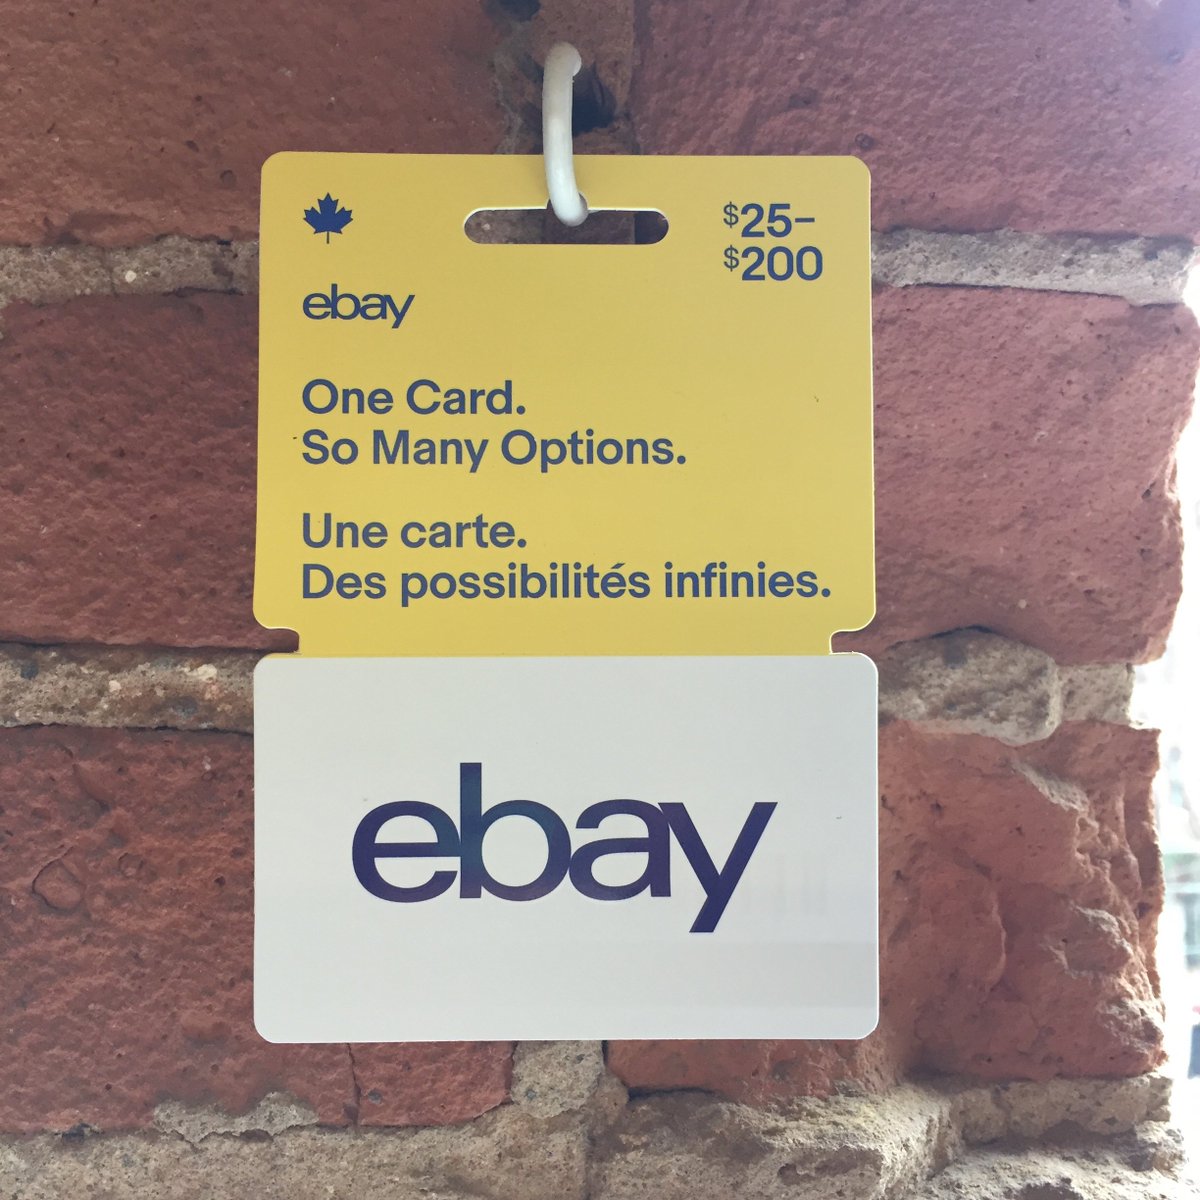 $25–
$200
ebay
One Card.
So Many Options.
Une carte.
Des possibilités infinies.
ebay